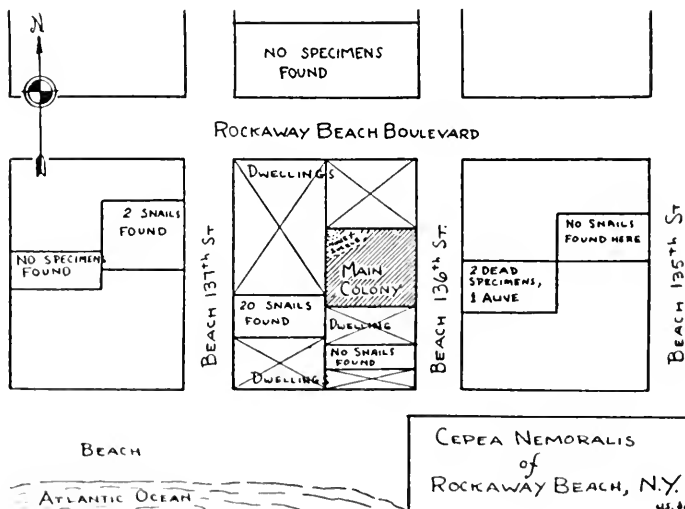 N
NO SPECIMENS
FOUND
ROCKAWAY BEACH BOULEVARD
DWELLINGS
2 SNAILS
FOUND
NO SPECIMENS
FOUND
BEACH 137th ST
MAIN
COLONY
20 SNAILS
FOUND
DWELLING
NO SNAILS
FOUND
DWELLINGS
BEACH 136th ST.
NO SNAILS
FOUND HERE
2 DEAD
SPECIMENS,
1 ALIVE
BEACH 135th ST
BEACH
ATLANTIC OCEAN
CEPEA NEMORALIS
of
ROCKAWAY BEACH, N.Y.